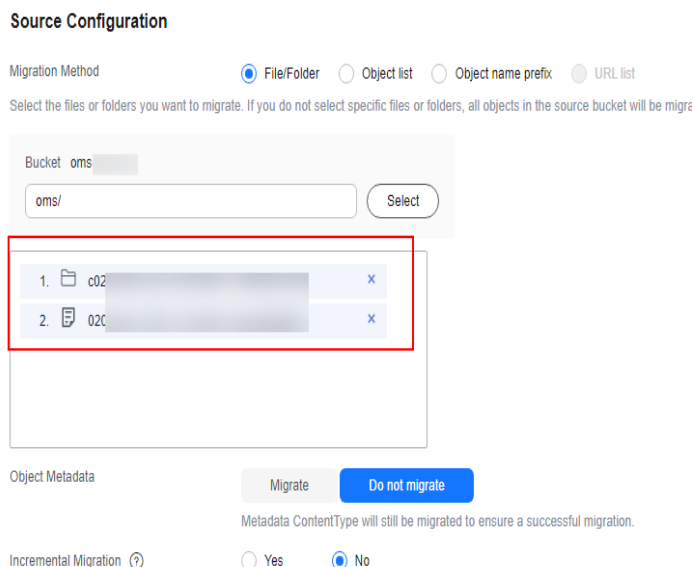 Source Configuration
Migration Method File/Folder Object list Object name prefix URL list
Select the files or folders you want to migrate. If you do not select specific files or folders, all objects in the source bucket will be migra
Bucket oms
oms/ Select
1. c02
2. 020
Object Metadata Migrate Do not migrate
Metadata ContentType will still be migrated to ensure a successful migration.
Incremental Migration ? Yes No